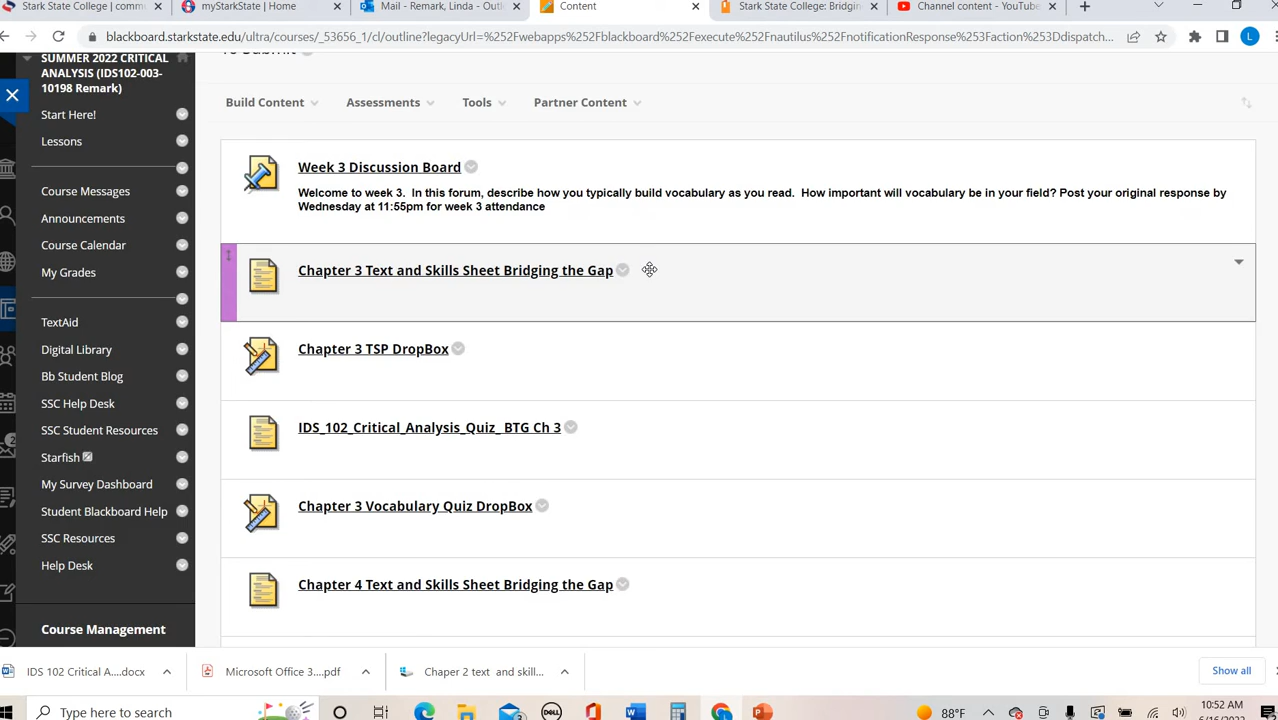 Stark State College | comm
myStarkState | Home
Mail - Remark, Linda - Outl
Content
Stark State College: Bridgin
Channel content - YouTube
blackboard.starkstate.edu/ultra/courses/_53656_1/cl/outline?legacyUrl=%252Fwebapps%252Fblackboard%252Fexecute%252Fnautilus%252FnotificationResponse%253Faction%253Ddispatch...
L
SUMMER 2022 CRITICAL
ANALYSIS (IDS102-003-
10198 Remark)
Start Here!
Lessons
Course Messages
Announcements
Course Calendar
My Grades
TextAid
Digital Library
Bb Student Blog
SSC Help Desk
SSC Student Resources
Starfish
My Survey Dashboard
Student Blackboard Help
SSC Resources
Help Desk
Course Management
To Submit
Build Content
Assessments
Tools
Partner Content
Week 3 Discussion Board
Welcome to week 3. In this forum, describe how you typically build vocabulary as you read. How important will vocabulary be in your field? Post your original response by
Wednesday at 11:55pm for week 3 attendance
Chapter 3 Text and Skills Sheet Bridging the Gap
Chapter 3 TSP DropBox
IDS_102_Critical_Analysis_Quiz_ BTG Ch 3
Chapter 3 Vocabulary Quiz DropBox
Chapter 4 Text and Skills Sheet Bridging the Gap
IDS 102 Critical A....docx
Microsoft Office 3....pdf
Chaper 2 text and skill...
Show all
Type here to search
DELL
88°F
10:52 AM